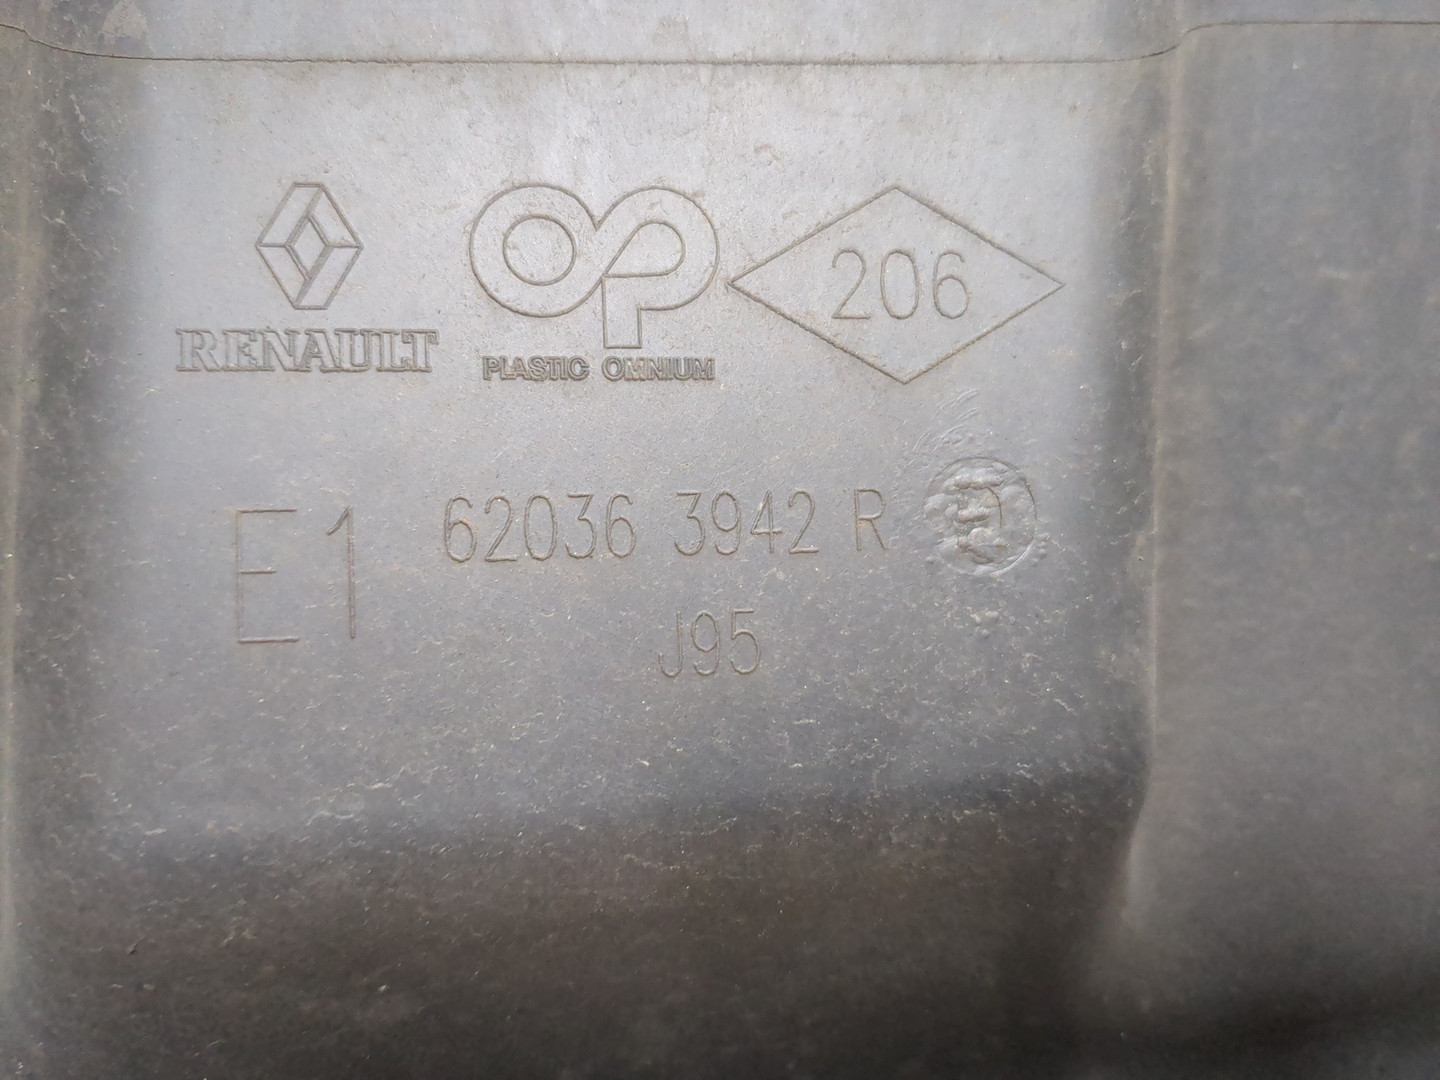 RENAULT
PLASTIC OMNIUM
206
E1
62036 3942 R
J95